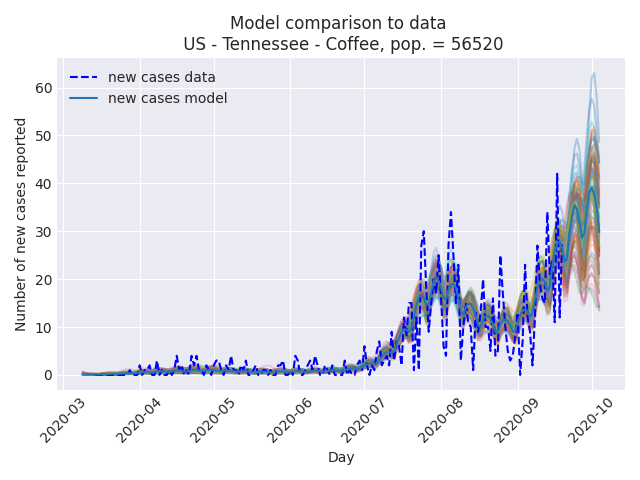 Model comparison to data
US - Tennessee - Coffee, pop. = 56520
new cases data
new cases model
Number of new cases reported
60
50
40
30
20
10
0
2020-03
2020-04
2020-05
2020-06
2020-07
2020-08
2020-09
2020-10
Day